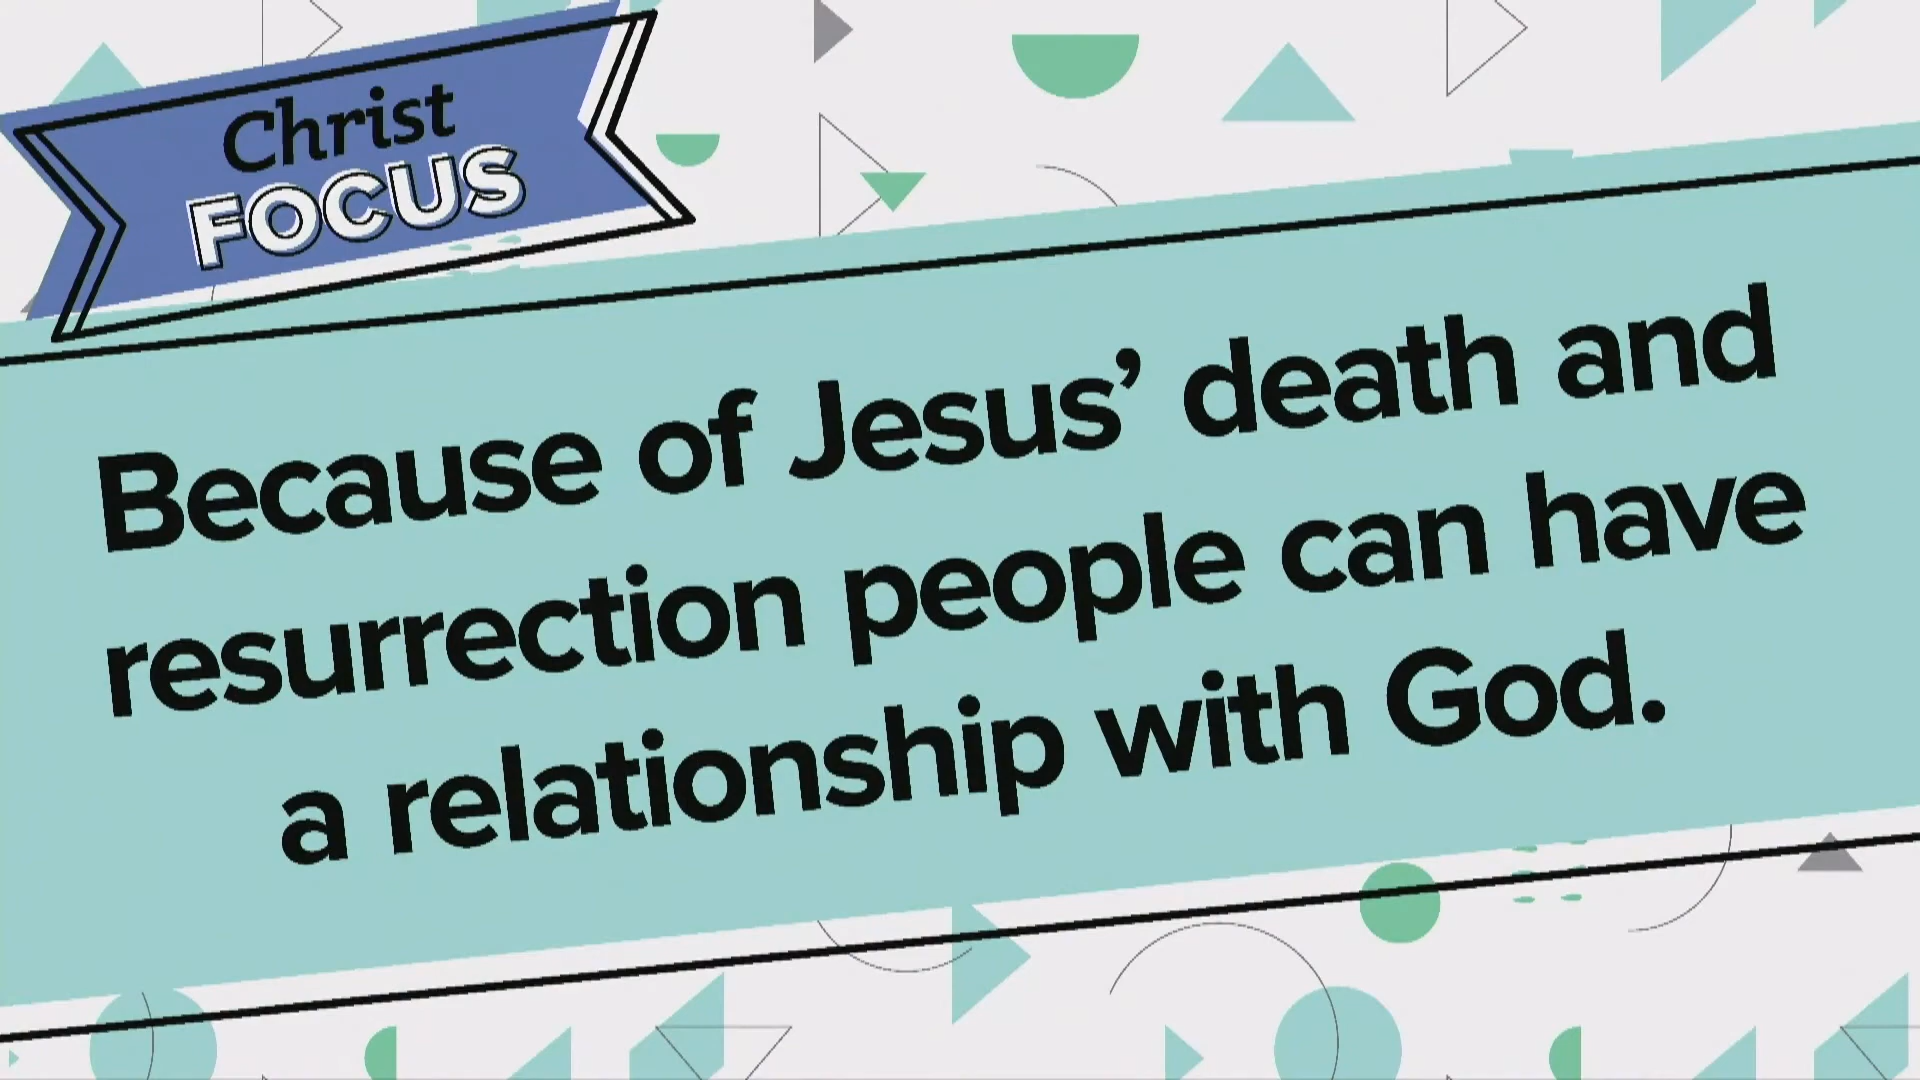 Christ
FOCUS
Because of Jesus’ death and
resurrection people can have
a relationship with God.